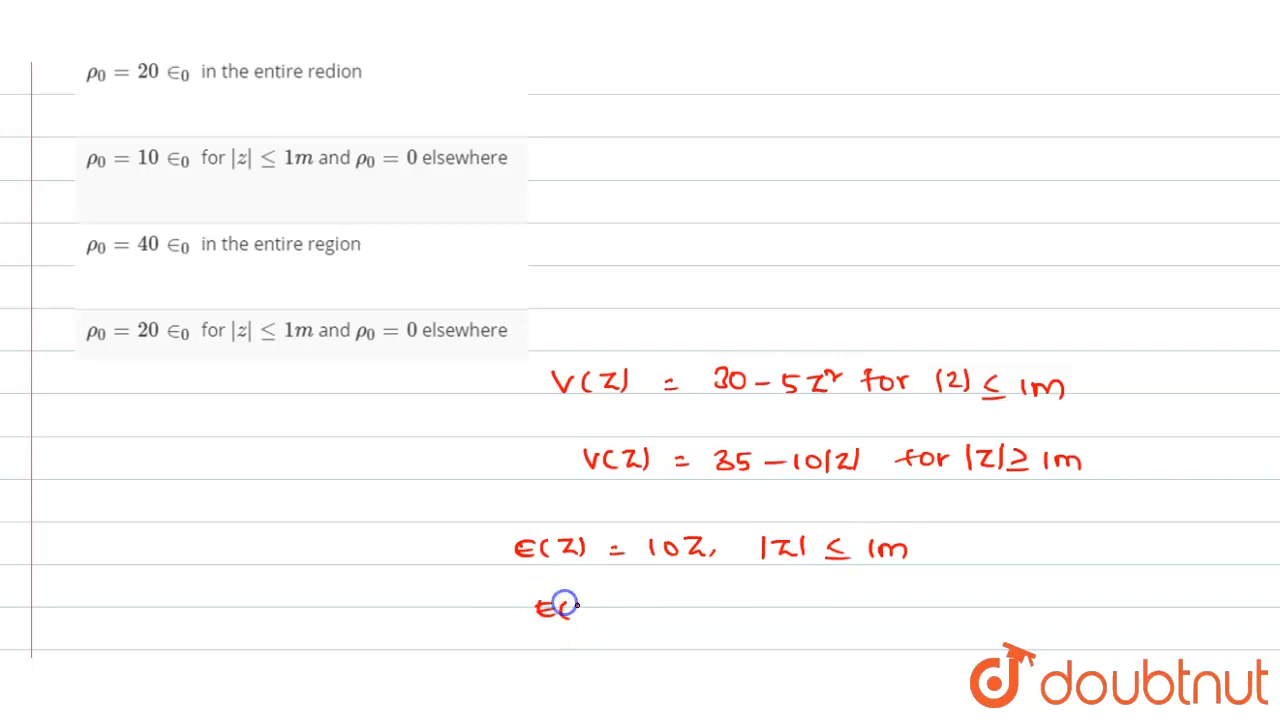 ρ₀ = 20 ∈₀ in the entire redion
ρ₀ = 10 ∈₀ for |z| ≤ 1m and ρ₀ = 0 elsewhere
ρ₀ = 40 ∈₀ in the entire region
ρ₀ = 20 ∈₀ for |z| ≤ 1m and ρ₀ = 0 elsewhere
V(Z) = 30 - 5Z² for |Z| ≤ 1m
V(Z) = 35 - 10|Z| for |Z| ≥ 1m
E(Z) = 10Z, |Z| ≤ 1m
E(
doubtnut